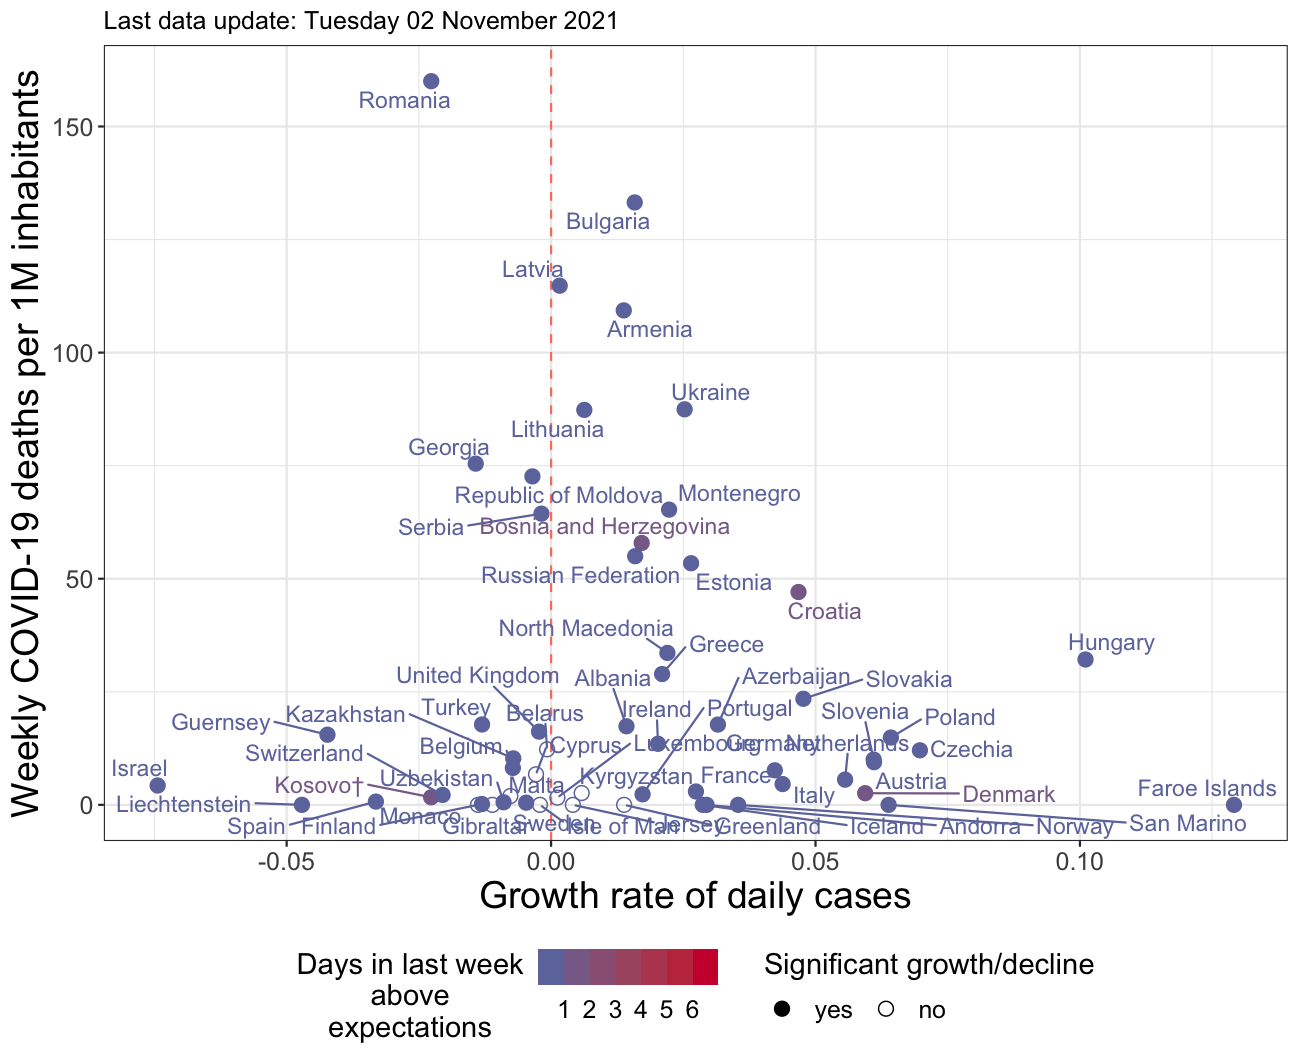 Last data update: Tuesday 02 November 2021
Weekly COVID-19 deaths per 1M inhabitants
150
100
50
0
Romania
Bulgaria
Latvia
Armenia
Ukraine
Lithuania
Georgia
Republic of Moldova
Montenegro
Serbia
Bosnia and Herzegovina
Russian Federation
Estonia
Croatia
North Macedonia
Greece
Hungary
United Kingdom
Albania
Azerbaijan
Slovakia
Guernsey
Kazakhstan
Turkey
Belarus
Ireland
Portugal
Slovenia
Poland
Switzerland
Belgium
Cyprus
Luxembourg
Germany
Netherlands
Czechia
Israel
Kosovo†
Uzbekistan
Malta
Kyrgyzstan
France
Italy
Austria
Denmark
Faroe Islands
Liechtenstein
Spain
Finland
Monaco
Gibraltar
Sweden
Isle of Man
Jersey
Greenland
Iceland
Andorra
Norway
San Marino
-0.05
0.00
0.05
0.10
Growth rate of daily cases
Days in last week
above
expectations
1 2 3 4 5 6
Significant growth/decline
yes
no